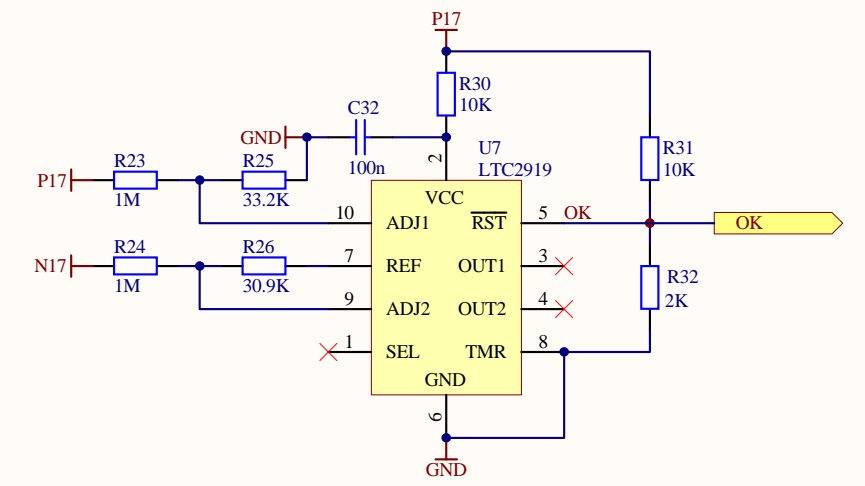 P17
R30
10K
C32
GND
100n
2
U7
LTC2919
R31
10K
R23
P17
1M
R25
33.2K
VCC
10
ADJ1
RST
5
OK
OK
R24
N17
1M
R26
30.9K
7
REF
OUT1
3
9
ADJ2
OUT2
4
R32
2K
1
SEL
TMR
8
GND
6
GND